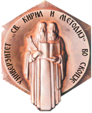 УНИВЕРЗИТЕТ "СВ. КИРИЛ И МЕТОДИЈ" ВО СКОПЈЕ